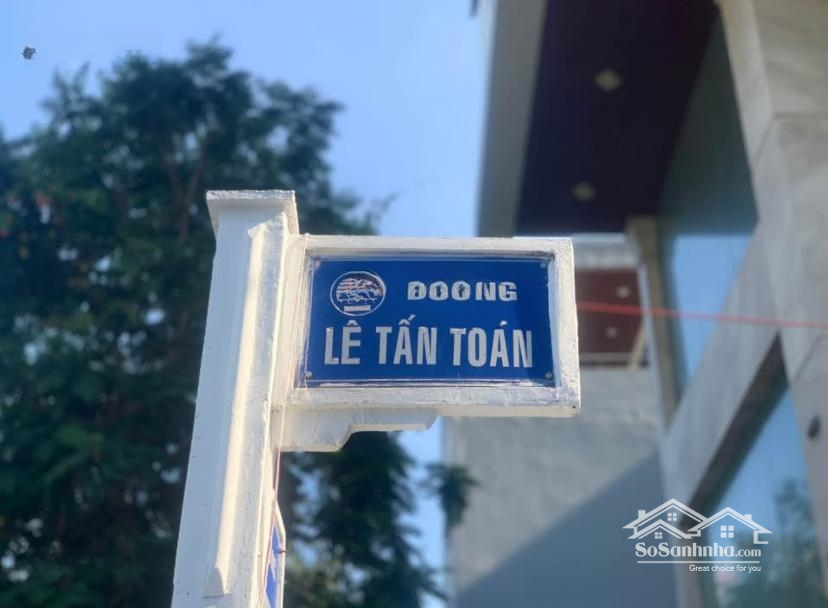 ĐOONG
LÊ TẤN TOÁN
SoSanhnha.com
Great choice for you